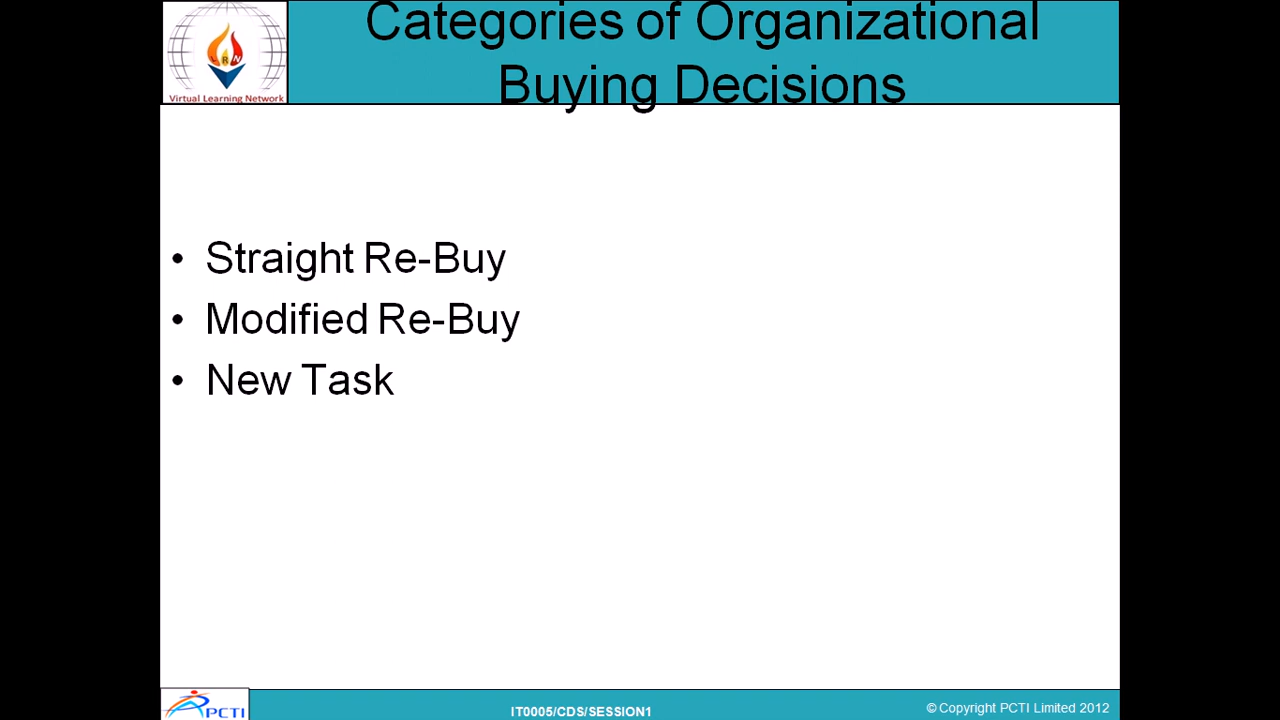 Categories of Organizational
Buying Decisions
Virtual Learning Network
• Straight Re-Buy
• Modified Re-Buy
• New Task
PCTI
IT0005/CDS/SESSION1
© Copyright PCTI Limited 2012